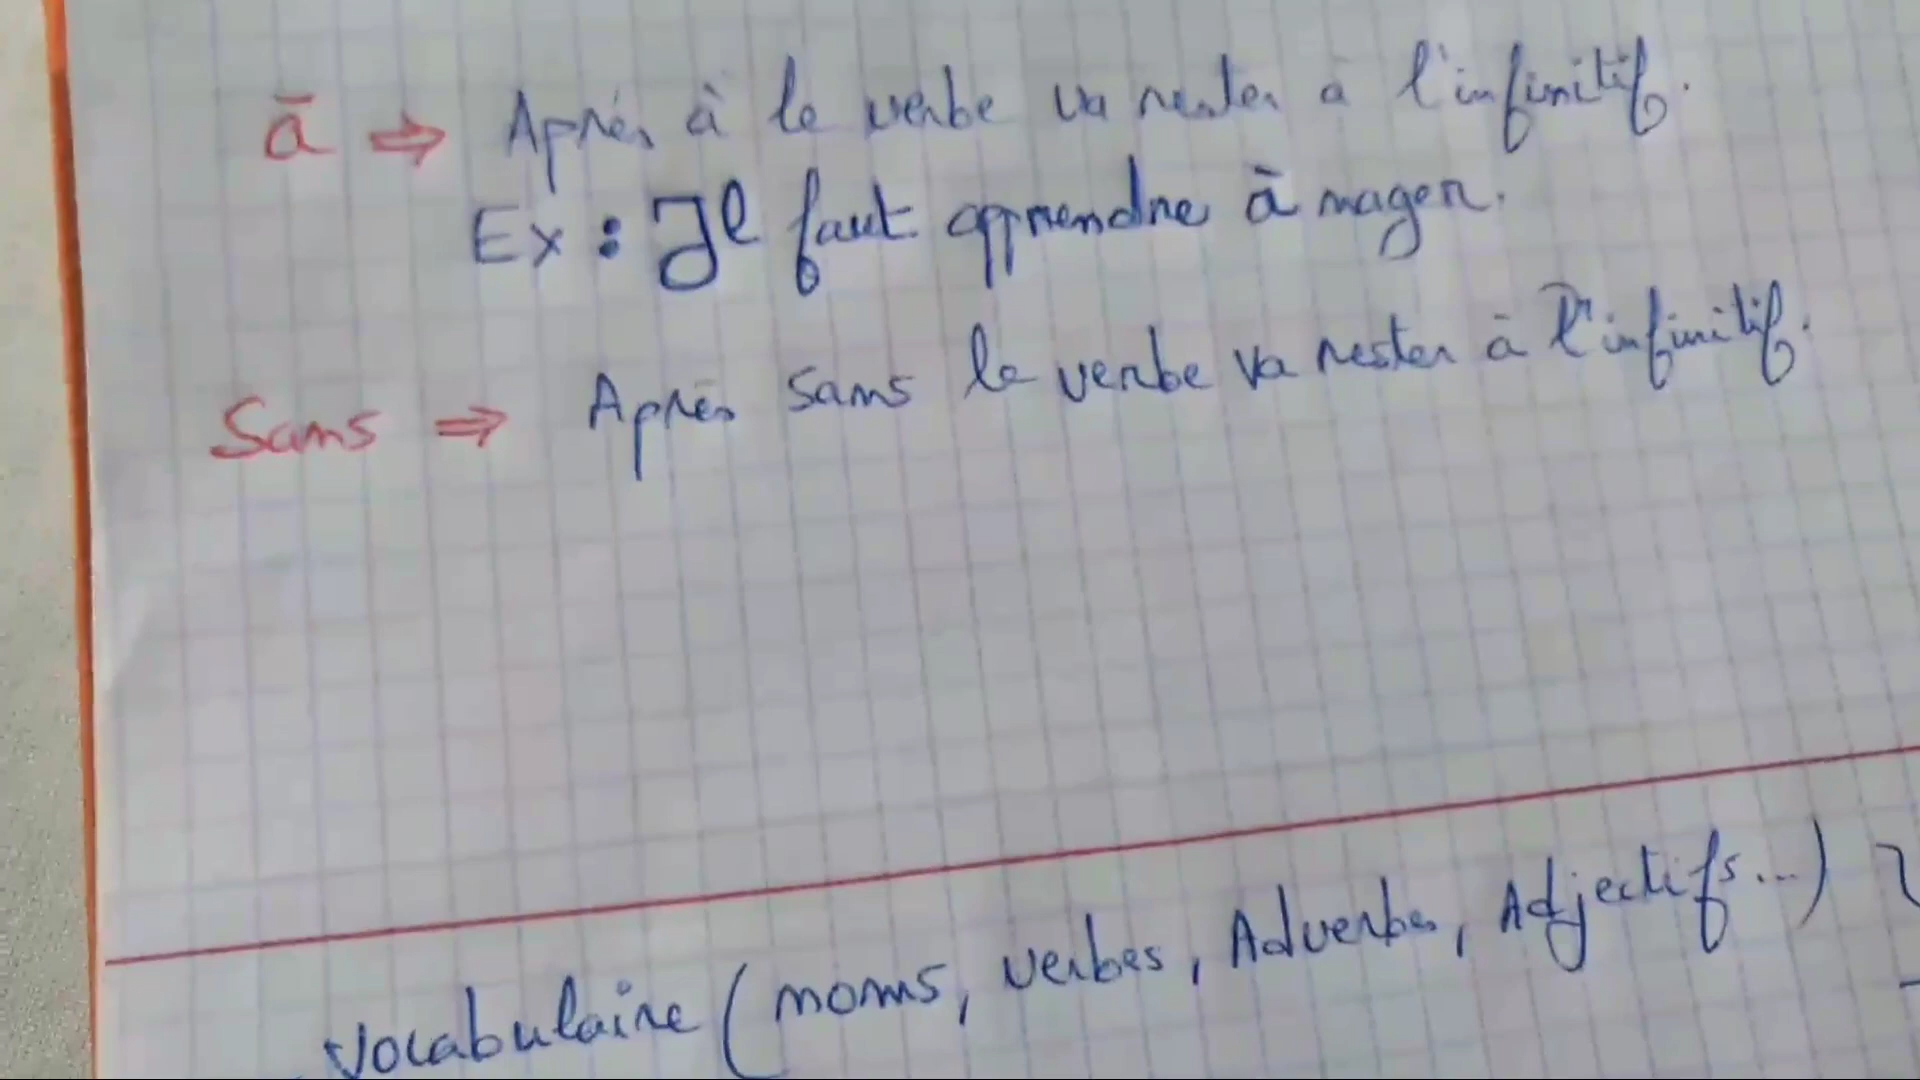 à ⇒ Après à le verbe va rester à l'infinitif.
Ex : Il faut apprendre à nager.
Sans ⇒ Après sans le verbe va rester à l'infinitif.
Vocabulaire (noms, verbes, Adverbes, Adjectifs...)